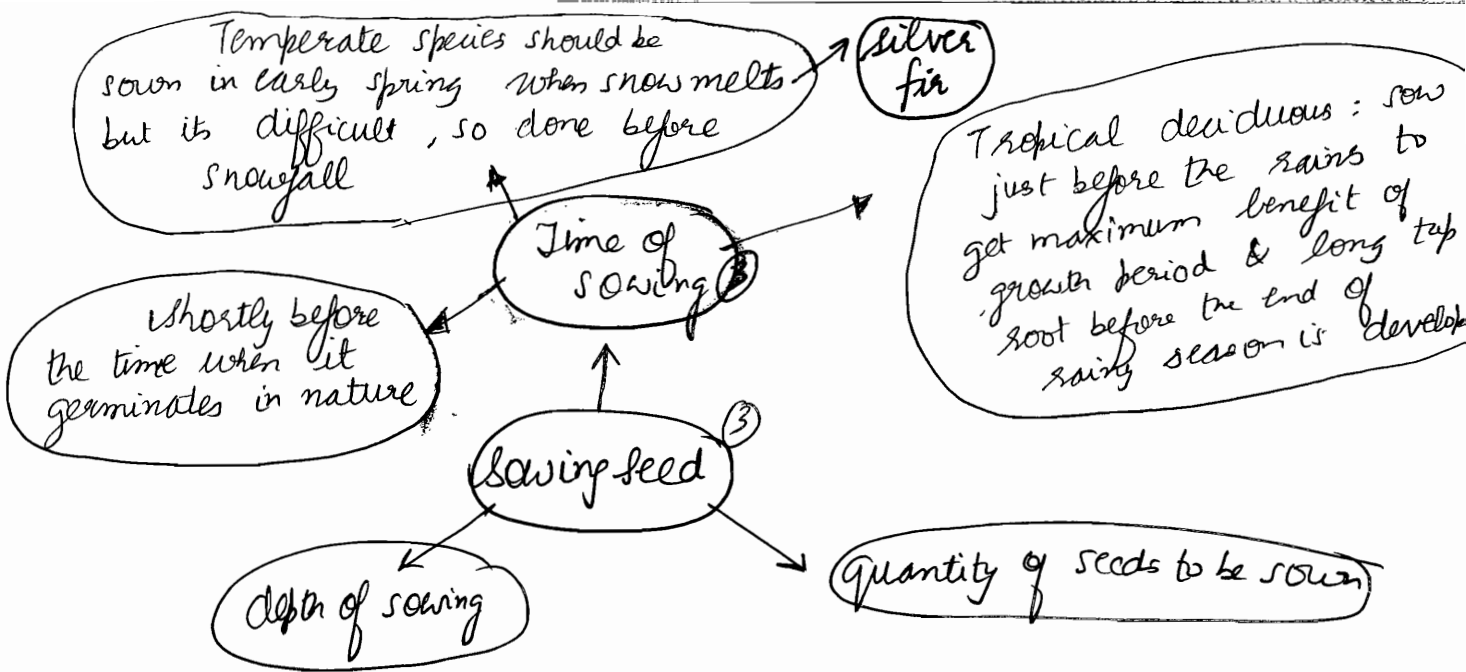 Temperate species should be
sown in early spring when snow melts
but its difficult, so done before
snowfall
silver
fir
Tropical deciduous : sow
just before the rains to
get maximum benefit of
growth period & long tap
root before the end of
rainy season is develop
Time of
sowing 3
shortly before
the time when it
germinates in nature
sowing seed 3
depth of sowing
quantity of seeds to be sown